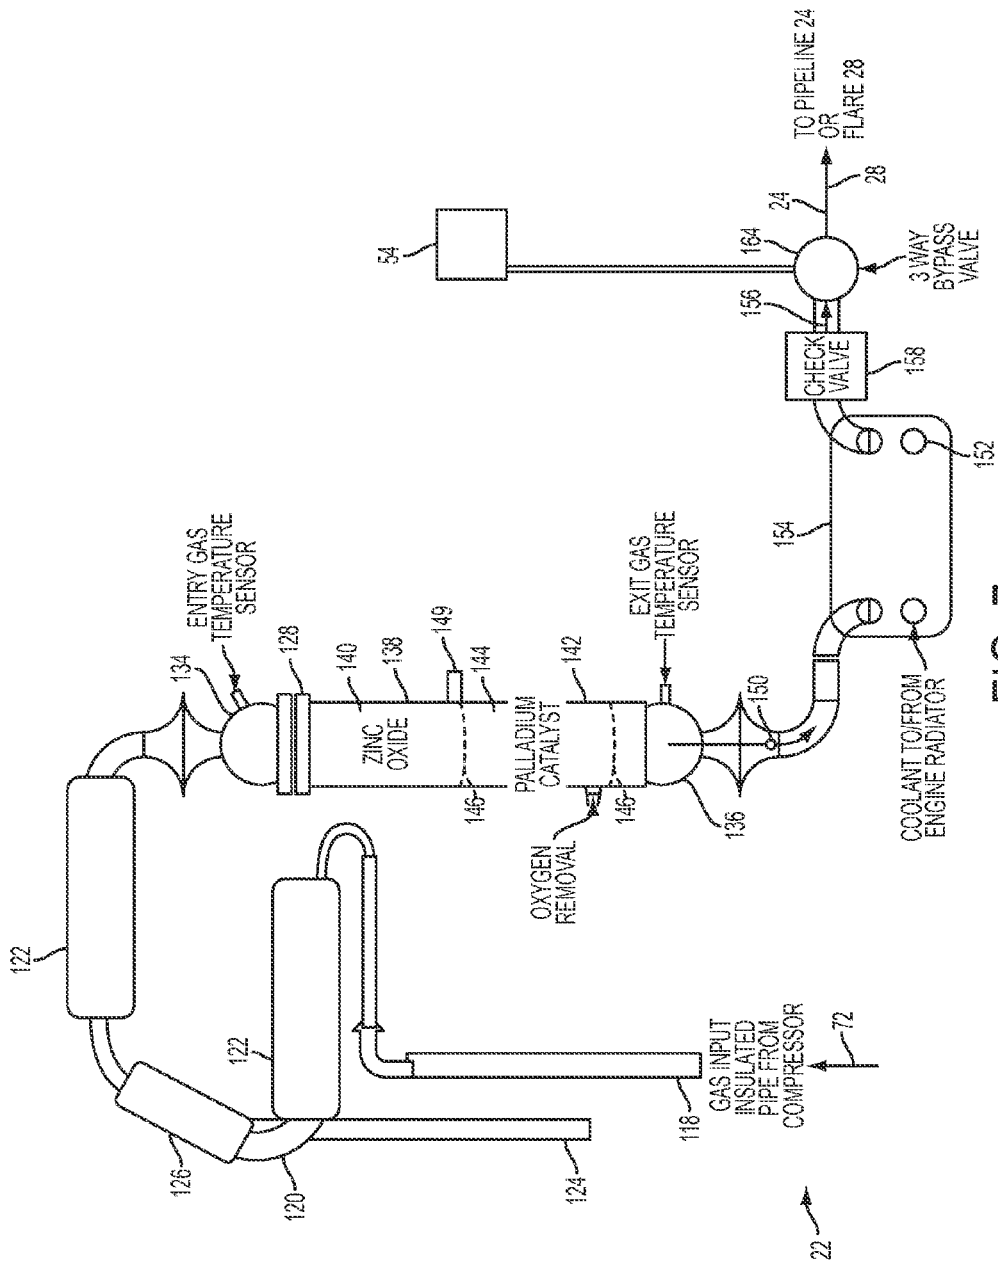 TO PIPELINE 24
OR
FLARE 28
28
24
54
164
3 WAY
BYPASS
VALVE
156
CHECK
VALVE
158
152
154
ENTRY GAS
TEMPERATURE
SENSOR
134
128
140
138
149
144
142
ZINC
OXIDE
PALLADIUM
CATALYST
146
146
EXIT GAS
TEMPERATURE
SENSOR
150
136
COOLANT TO/FROM
ENGINE RADIATOR
OXYGEN
REMOVAL
122
122
126
120
124
118
GAS INPUT
INSULATED
PIPE FROM
COMPRESSOR
72
22